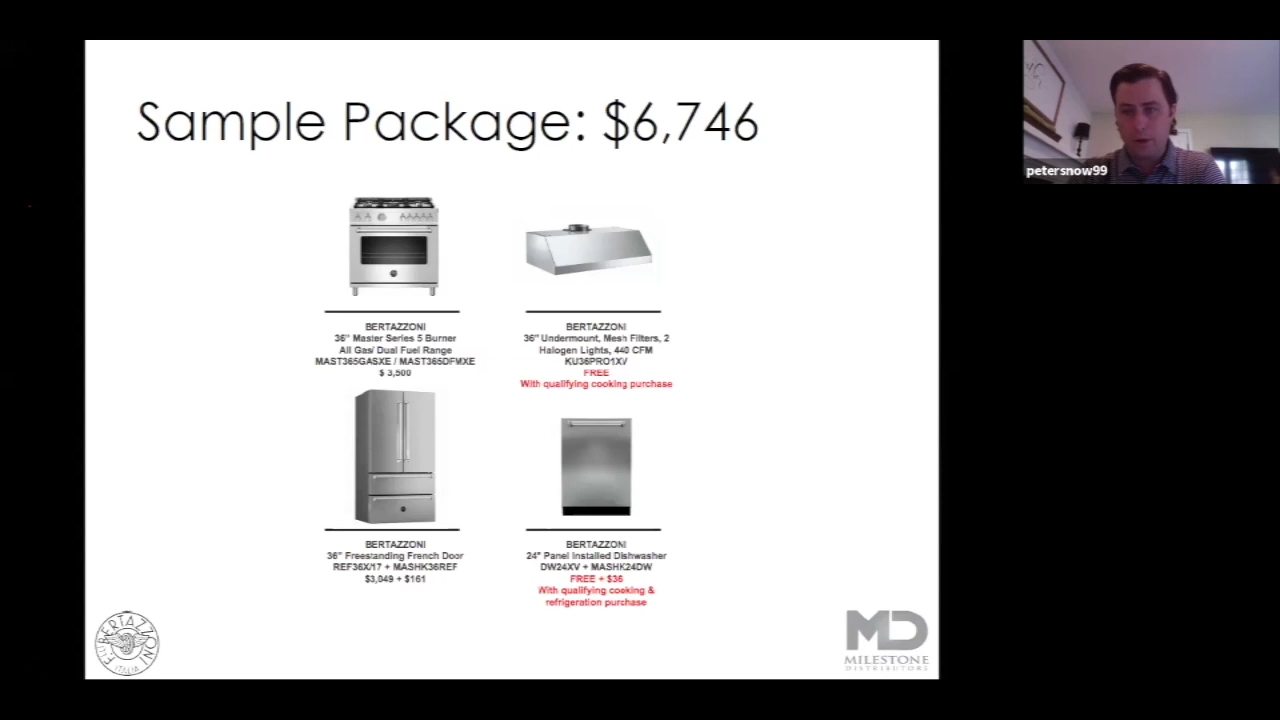 Sample Package: $6,746
petersnow99
BERTAZZONI
36" Master Series 5 Burner
All Gas/ Dual Fuel Range
MAST365GASXE / MAST365DFMXE
$ 3,500
BERTAZZONI
36" Undermount, Mesh Filters, 2
Halogen Lights, 440 CFM
KU36PRO1XV
FREE
With qualifying cooking purchase
BERTAZZONI
36" Freestanding French Door
REF36X/17 + MASHK36REF
$3,049 + $161
BERTAZZONI
24" Panel Installed Dishwasher
DW24XV + MASHK24DW
FREE + $36
With qualifying cooking &
refrigeration purchase
F.LLI BERTAZZONI
ITALIA
MD
MILESTONE
DISTRIBUTORS